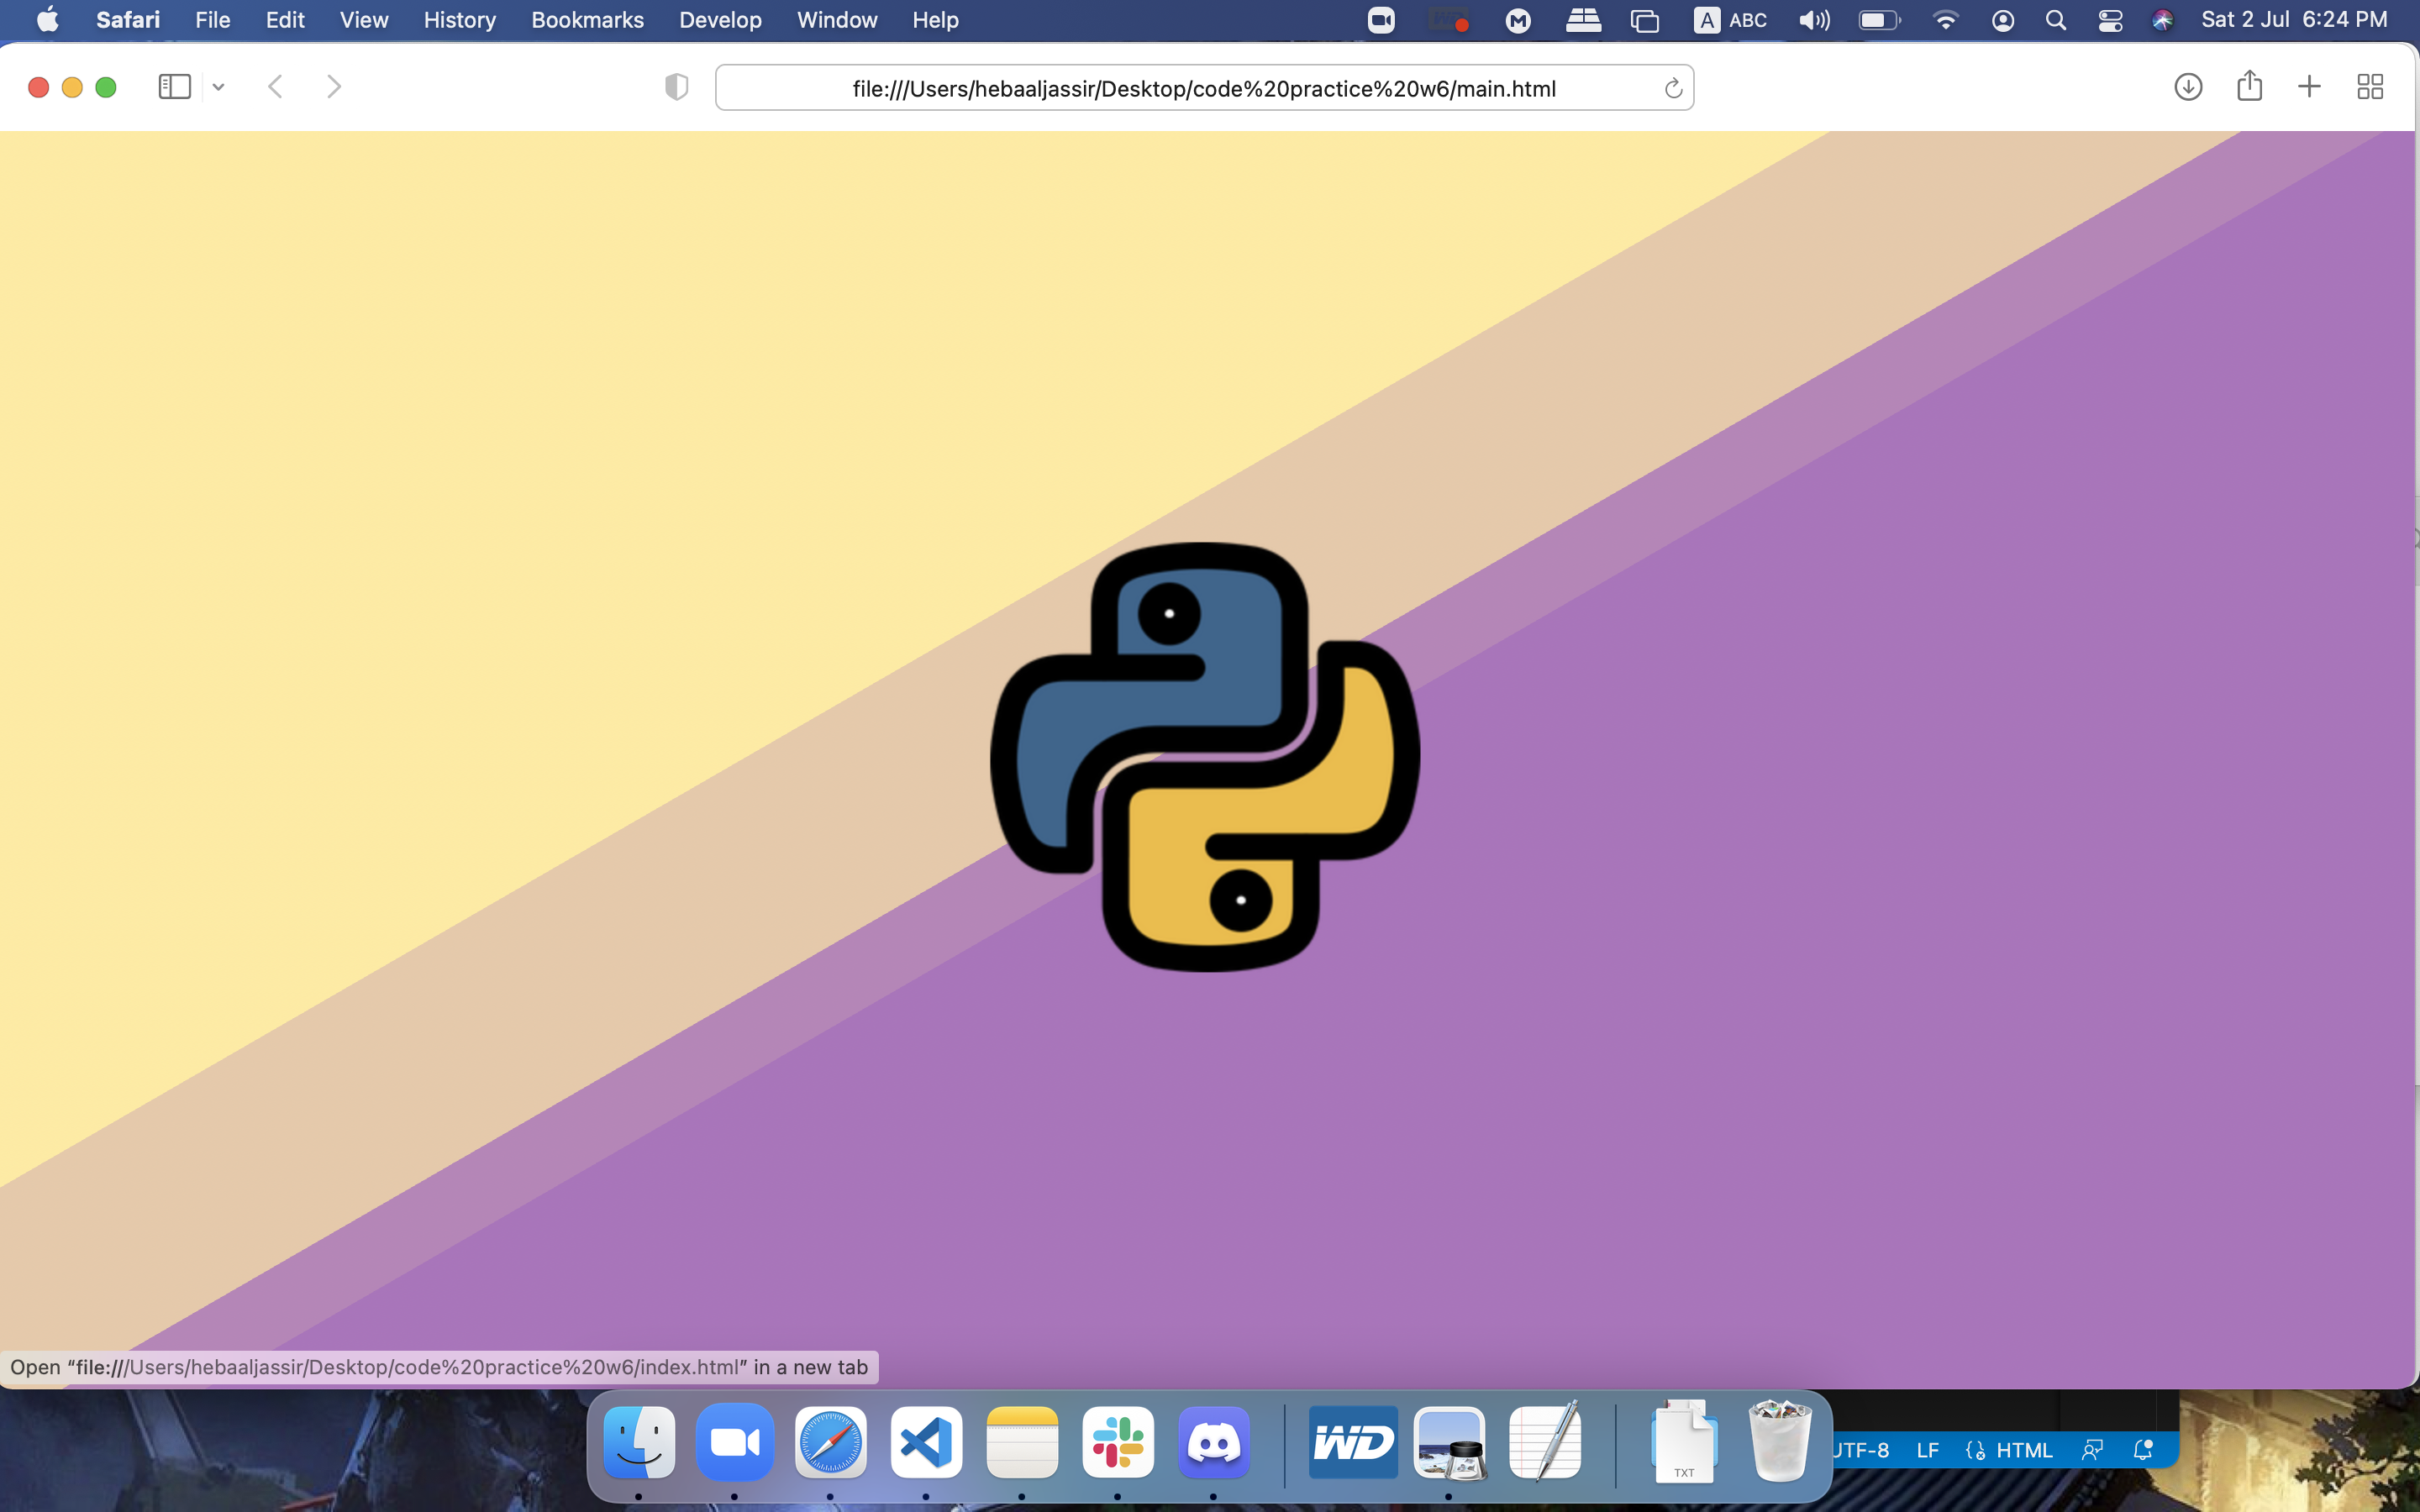 Safari File Edit View History Bookmarks Develop Window Help A ABC Sat 2 Jul 6:24 PM
file:///Users/hebaaljassir/Desktop/code%20practice%20w6/main.html
Open “file:///Users/hebaaljassir/Desktop/code%20practice%20w6/index.html” in a new tab
WD TXT UTF-8 LF HTML